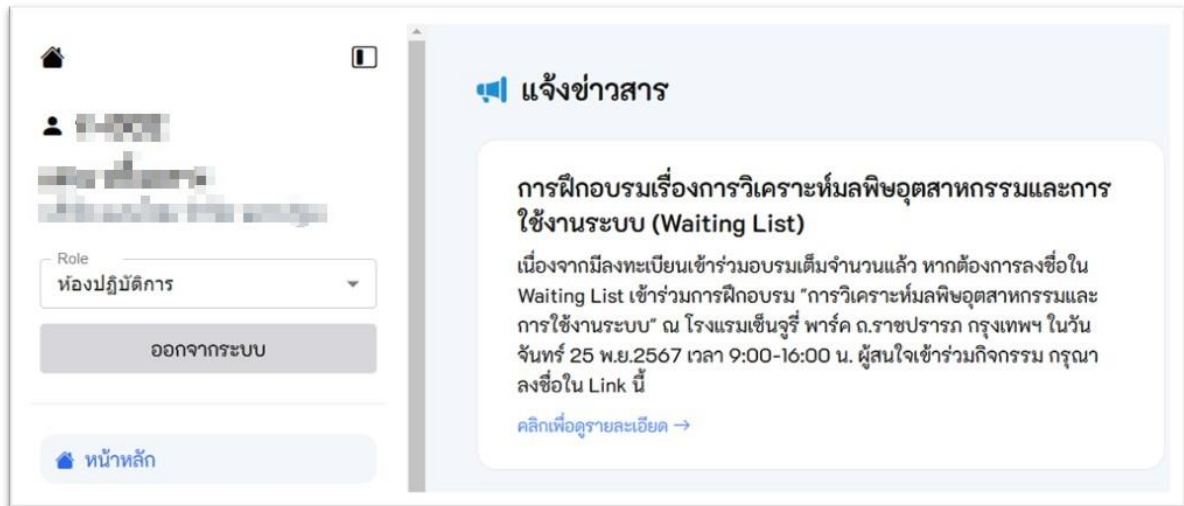 Role
ห้องปฏิบัติการ
ออกจากระบบ
หน้าหลัก
แจ้งข่าวสาร
การฝึกอบรมเรื่องการวิเคราะห์มลพิษอุตสาหกรรมและการ
ใช้งานระบบ (Waiting List)
เนื่องจากมีลงทะเบียนเข้าร่วมอบรมเต็มจำนวนแล้ว หากต้องการลงชื่อใน
Waiting List เข้าร่วมการฝึกอบรม "การวิเคราะห์มลพิษอุตสาหกรรมและ
การใช้งานระบบ" ณ โรงแรมเซ็นจูรี่ พาร์ค ถ.ราชปรารภ กรุงเทพฯ ในวัน
จันทร์ 25 พ.ย.2567 เวลา 9:00-16:00 น. ผู้สนใจเข้าร่วมกิจกรรม กรุณา
ลงชื่อใน Link นี้
คลิกเพื่อดูรายละเอียด →